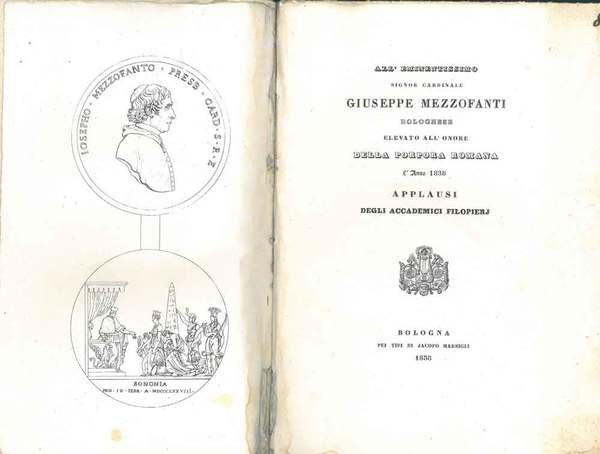 IOSEPHO · MEZZOFANTO · PRESB · CARD · S · R · E
BONONIA
A · MDCCCXXXVIII
ALL' EMINENTISSIMO
SIGNOR CARDINALE
GIUSEPPE MEZZOFANTI
BOLOGNESE
ELEVATO ALL' ONORE
DELLA PORPORA ROMANA
L' Anno 1838
APPLAUSI
DEGLI ACCADEMICI FILOPIERJ
BOLOGNA
PEI TIPI DI JACOPO MARSIGLI
1838